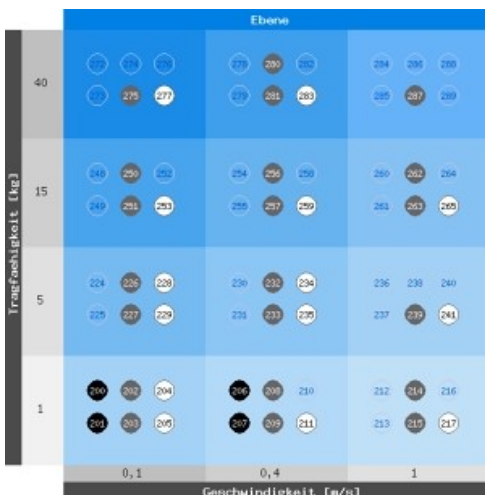 Ebene
272 274 276 278 280 282 284 286 288
40
273 275 277 279 281 283 285 287 289
248 250 252 254 256 258 260 262 264
15
249 251 253 255 257 259 261 263 265
224 226 228 230 232 234 236 238 240
5
225 227 229 231 233 235 237 239 241
200 202 204 206 208 210 212 214 216
1
201 203 205 207 209 211 213 215 217
Tragfaehigkeit [kg]
0,1 0,4 1
Geschwindigkeit [m/s]